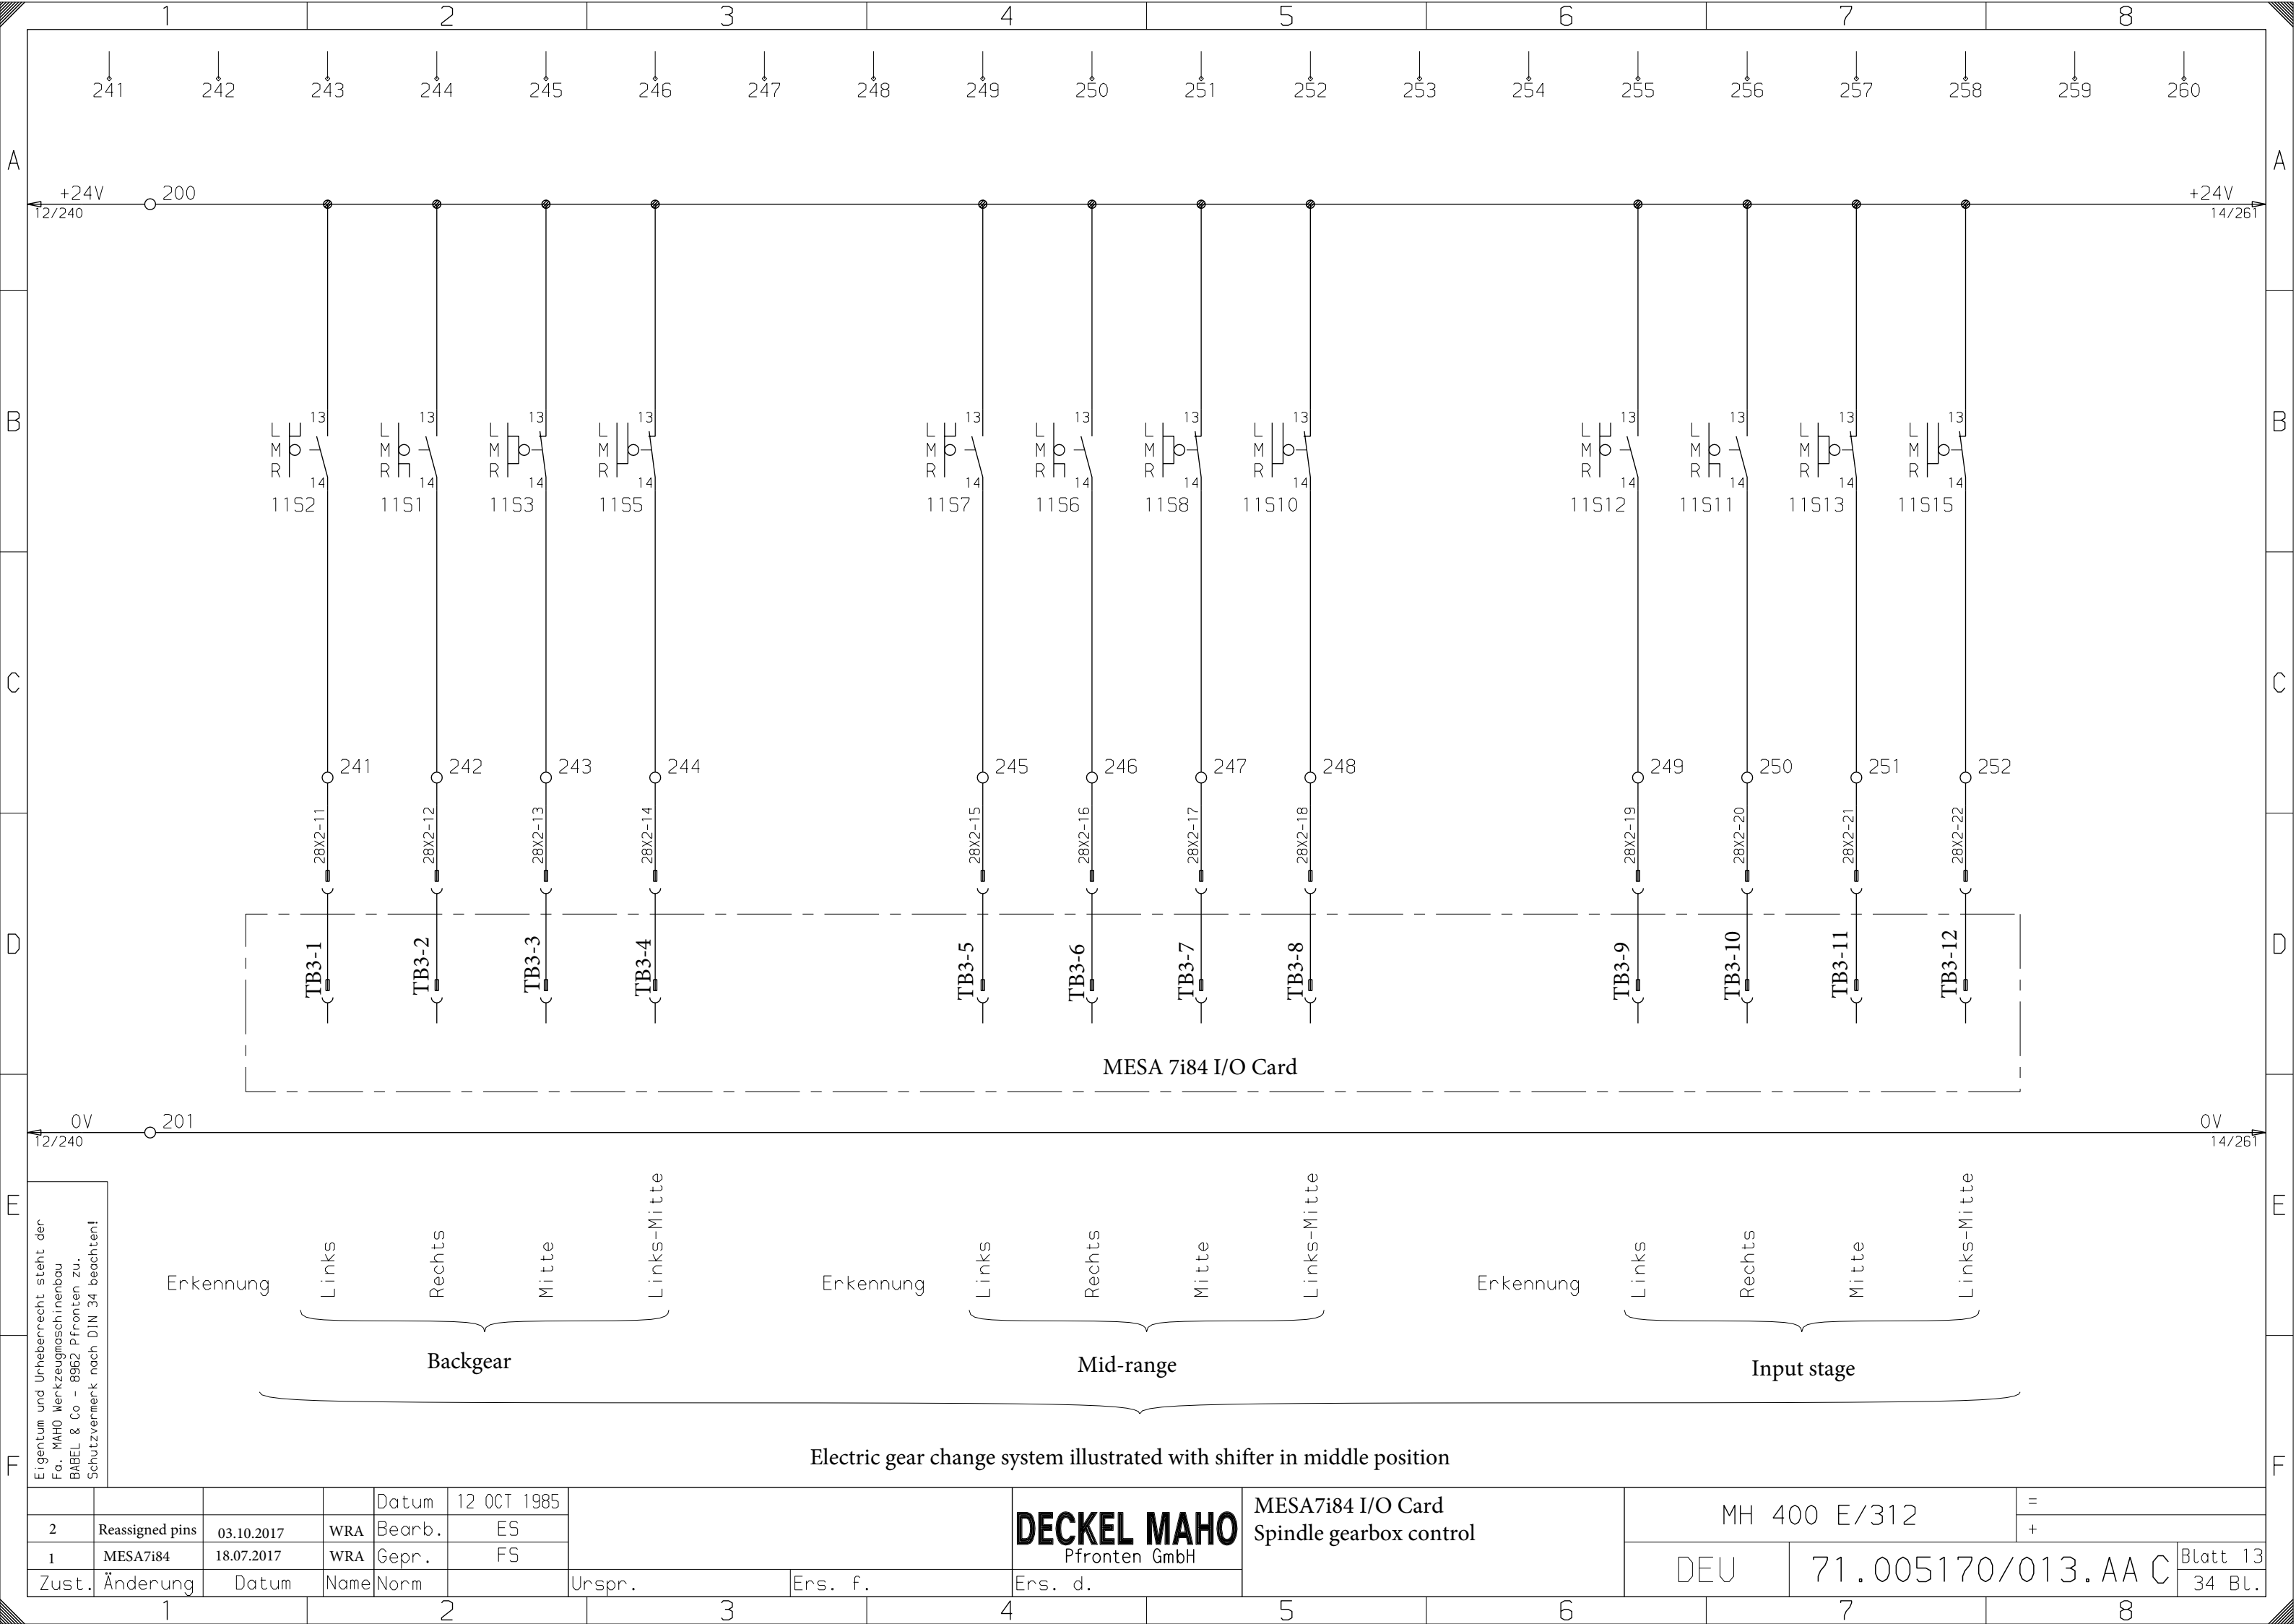 1 2 3 4 5 6 7 8
241 242 243 244 245 246 247 248 249 250 251 252 253 254 255 256 257 258 259 260
A A
+24V 200 +24V
12/240 14/261
B B
13 13 13 13 13 13 13 13 13 13 13 13
L L L L L L L L L L L L
M M M M M M M M M M M M
R R R R R R R R R R R R
14 14 14 14 14 14 14 14 14 14 14 14
11S2 11S1 11S3 11S5 11S7 11S6 11S8 11S10 11S12 11S11 11S13 11S15
C C
241 242 243 244 245 246 247 248 249 250 251 252
28X2-11 28X2-12 28X2-13 28X2-14 28X2-15 28X2-16 28X2-17 28X2-18 28X2-19 28X2-20 28X2-21 28X2-22
D D
TB3-1 TB3-2 TB3-3 TB3-4 TB3-5 TB3-6 TB3-7 TB3-8 TB3-9 TB3-10 TB3-11 TB3-12
MESA 7i84 I/O Card
0V 201 0V
12/240 14/261
E E
Erkennung Links Rechts Mitte Links-Mitte Erkennung Links Rechts Mitte Links-Mitte Erkennung Links Rechts Mitte Links-Mitte
Backgear Mid-range Input stage
Electric gear change system illustrated with shifter in middle position
F F
Eigentum und Urheberrecht steht der
Fa. MAHO Werkzeugmaschinenbau
BABEL & Co - 8962 Pfronten zu.
Schutzvermerk nach DIN 34 beachten!
Datum 12 OCT 1985
2 Reassigned pins 03.10.2017 WRA Bearb. ES
1 MESA7i84 18.07.2017 WRA Gepr. FS
Zust. Änderung Datum Name Norm
Urspr. Ers. f. Ers. d.
DECKEL MAHO
Pfronten GmbH
MESA7i84 I/O Card
Spindle gearbox control
MH 400 E/312
=
+
DEU 71.005170/013.AA C
Blatt 13
34 Bl.
1 2 3 4 5 6 7 8